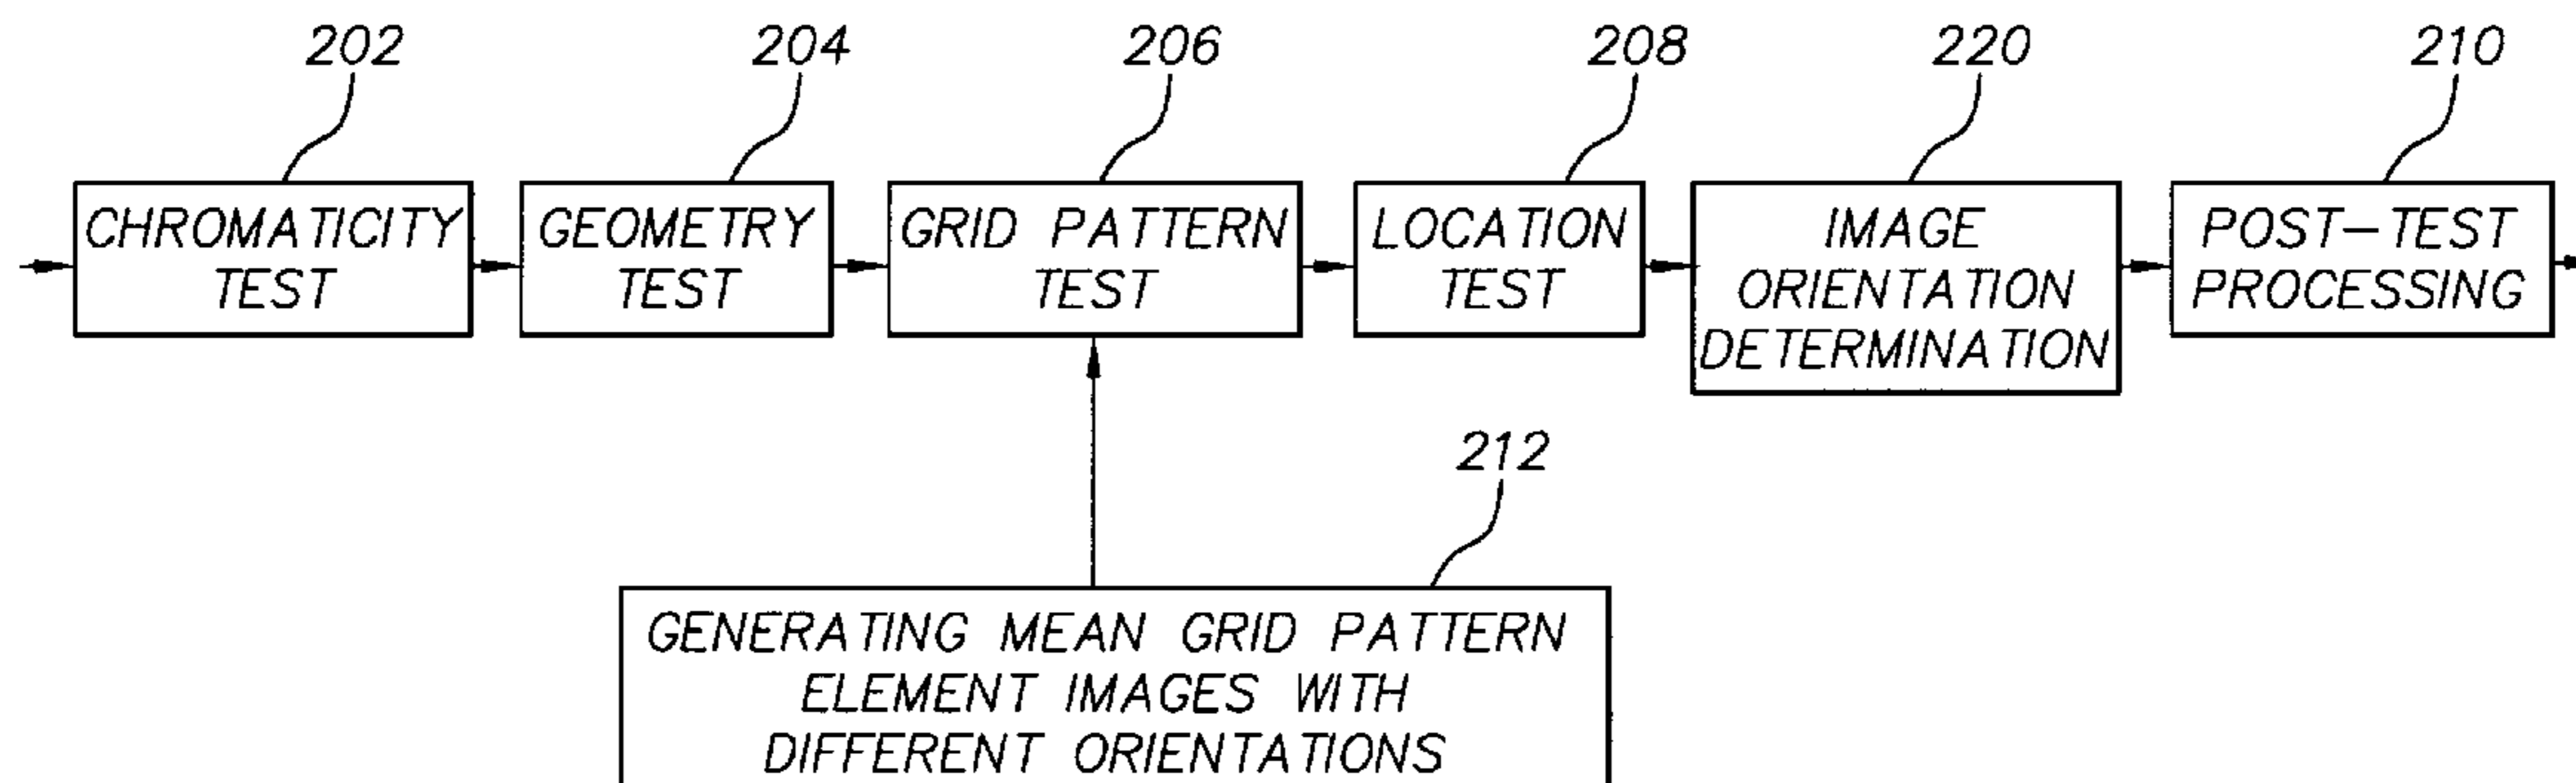 202 204 206 208 220 210
CHROMATICITY
TEST
GEOMETRY
TEST
GRID PATTERN
TEST
LOCATION
TEST
IMAGE
ORIENTATION
DETERMINATION
POST-TEST
PROCESSING
212
GENERATING MEAN GRID PATTERN
ELEMENT IMAGES WITH
DIFFERENT ORIENTATIONS